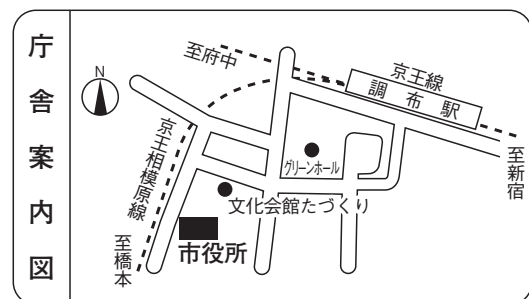 庁舎案内図
N
至府中
京王線
調布駅
至新宿
グリーンホール
京王相模原線
文化会館たづくり
市役所
至橋本